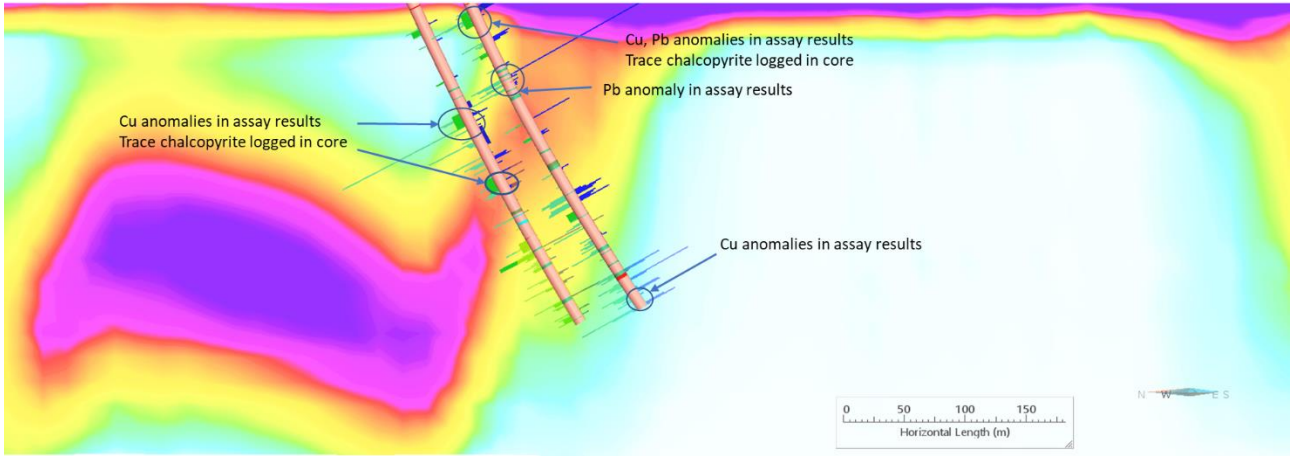 Cu, Pb anomalies in assay results
Trace chalcopyrite logged in core
Pb anomaly in assay results
Cu anomalies in assay results
Trace chalcopyrite logged in core
Cu anomalies in assay results
0 50 100 150
Horizontal Length (m)
N W E S